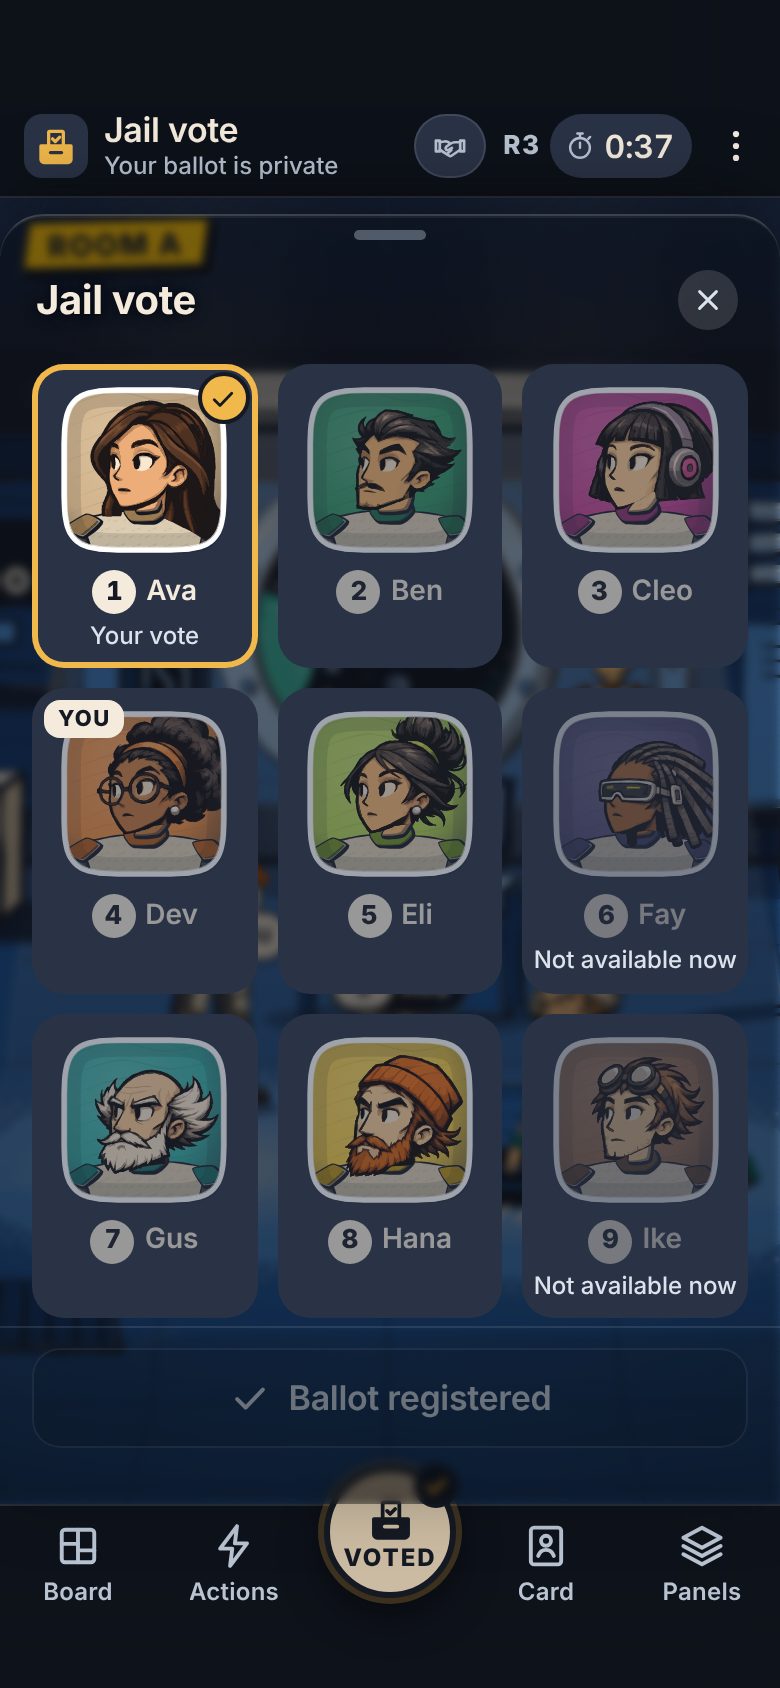 Jail vote
Your ballot is private
R3
0:37
ROOM A
Jail vote
1 Ava
Your vote
2 Ben
3 Cleo
YOU
4 Dev
5 Eli
6 Fay
Not available now
7 Gus
8 Hana
9 Ike
Not available now
Ballot registered
VOTED
Board
Actions
Card
Panels